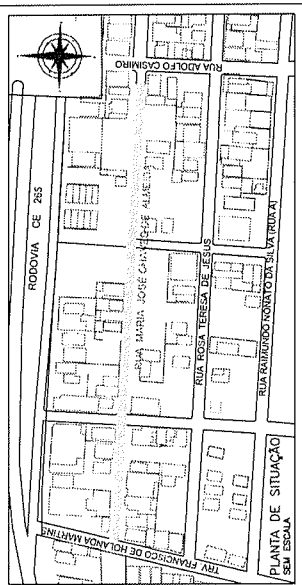 RODOVIA CE 265
RUA ADOLFO CASIMIRO
RUA MARIA JOSÉ CAVALCANTE ALMEIDA
RUA ROSA TERESA DE JESUS
RUA RAIMUNDO NONATO DA SILVA (RUA A)
TRV. FRANCISCO DE HOLANDA MARTINS
PLANTA DE SITUAÇÃO
SEM ESCALA